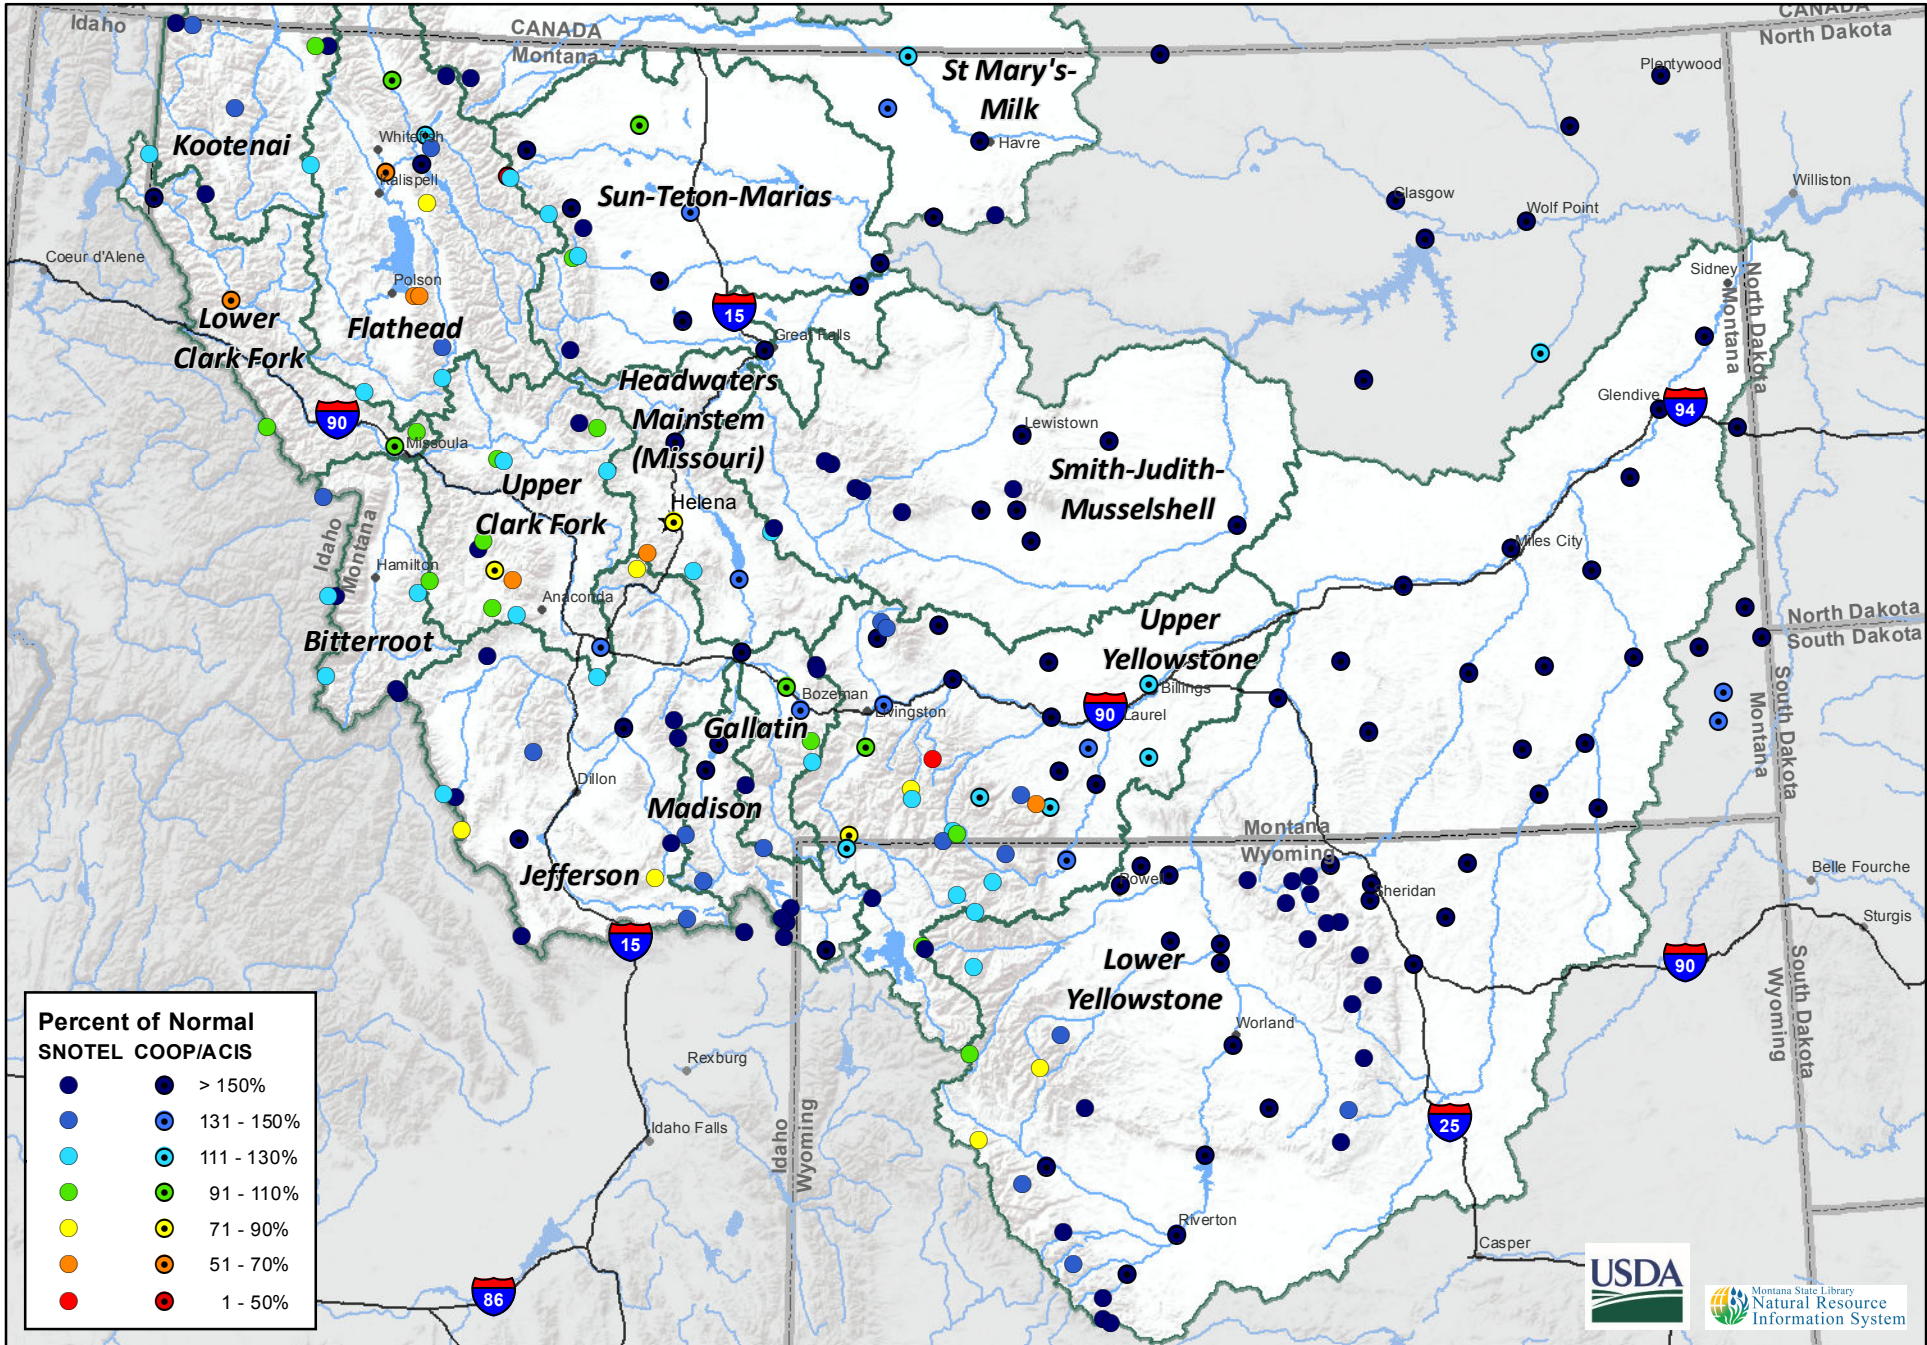 CANADA
Idaho
CANADA
Montana
CANADA
North Dakota
Plentywood
St Mary's-
Milk
Havre
Whitefish
Kalispell
Kootenai
Sun-Teton-Marias
Glasgow
Wolf Point
Williston
Coeur d'Alene
Polson
Sidney
Montana
North Dakota
Lower
Clark Fork
Flathead
15
Great Falls
Headwaters
Mainstem
(Missouri)
Glendive
94
90
Missoula
Lewistown
Smith-Judith-
Musselshell
Upper
Clark Fork
Helena
Idaho
Montana
Hamilton
Anaconda
Miles City
Bitterroot
Upper
Yellowstone
North Dakota
South Dakota
Bozeman
Livingston
Billings
90
Laurel
Gallatin
South Dakota
Montana
Dillon
Madison
Montana
Wyoming
Jefferson
Powell
Sheridan
Belle Fourche
Sturgis
15
90
Lower
Yellowstone
South Dakota
Wyoming
Worland
Rexburg
Idaho Falls
Idaho
Wyoming
25
Riverton
Casper
86
Percent of Normal
SNOTEL COOP/ACIS
> 150%
131 - 150%
111 - 130%
91 - 110%
71 - 90%
51 - 70%
1 - 50%
USDA
Montana State Library
Natural Resource
Information System